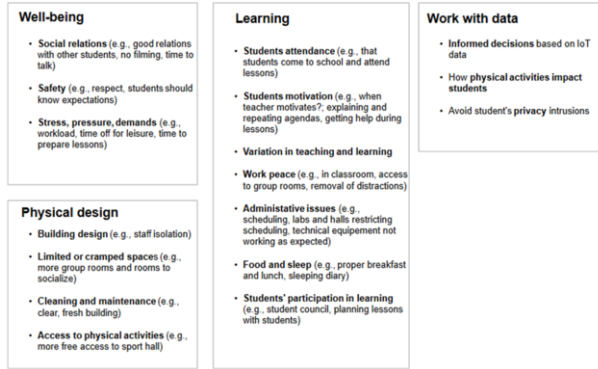 Well-being
• Social relations (e.g., good relations
with other students, no filming, time to
talk)
• Safety (e.g., respect, students should
know expectations)
• Stress, pressure, demands (e.g.,
workload, time off for leisure, time to
prepare lessons)
Physical design
• Building design (e.g., staff isolation)
• Limited or cramped spaces (e.g.,
more group rooms and rooms to
socialize)
• Cleaning and maintenance (e.g.,
clear, fresh building)
• Access to physical activities (e.g.,
more free access to sport hall)
Learning
• Students attendance (e.g., that
students come to school and attend
lessons)
• Students motivation (e.g., when
teacher motivates?; explaining and
repeating agendas, getting help during
lessons)
• Variation in teaching and learning
• Work peace (e.g., in classroom, access
to group rooms, removal of distractions)
• Administative issues (e.g.,
scheduling, labs and halls restricting
scheduling, technical equipement not
working as expected)
• Food and sleep (e.g., proper breakfast
and lunch, sleeping diary)
• Students' participation in learning
(e.g., student council, planning lessons
with students)
Work with data
• Informed decisions based on IoT
data
• How physical activities impact
students
• Avoid student's privacy intrusions